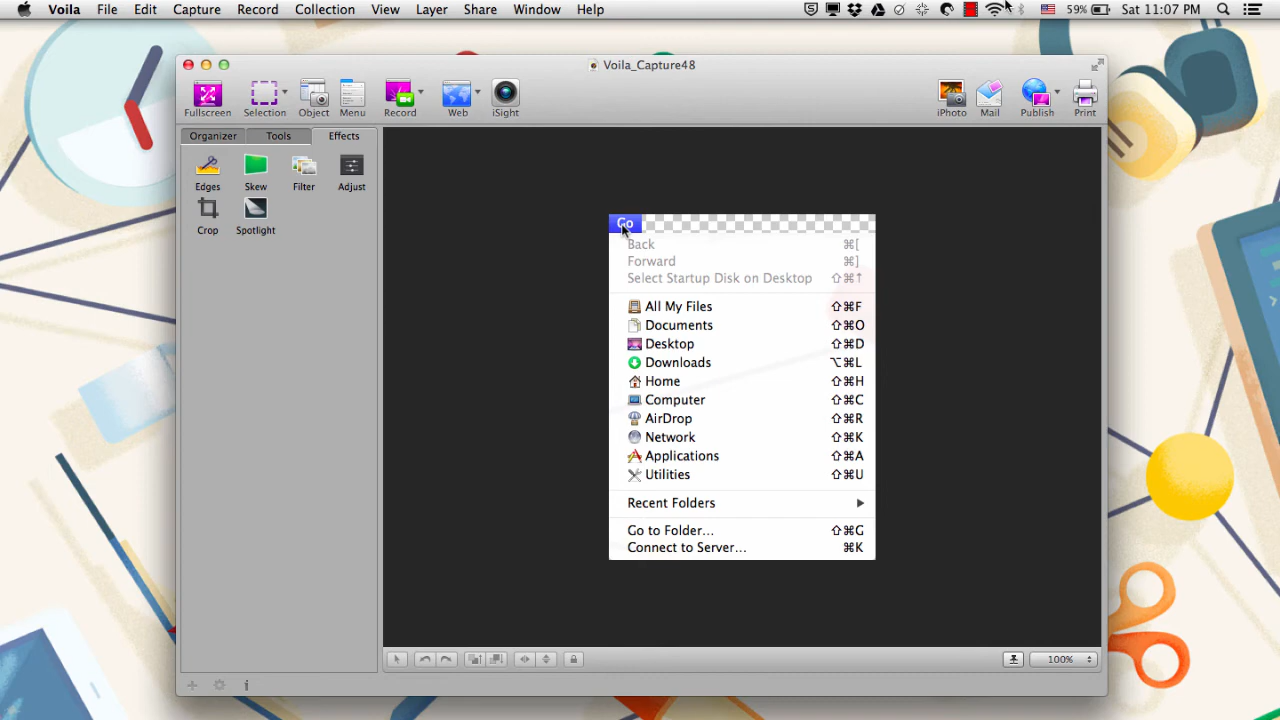 Voila File Edit Capture Record Collection View Layer Share Window Help 59% Sat 11:07 PM
Voila_Capture48
Fullscreen Selection Object Menu Record Web iSight iPhoto Mail Publish Print
Organizer Tools Effects
Edges Skew Filter Adjust
Crop Spotlight
Go
Back ⌘[
Forward ⌘]
Select Startup Disk on Desktop ⇧⌘↑
All My Files ⇧⌘F
Documents ⇧⌘O
Desktop ⇧⌘D
Downloads ⌥⌘L
Home ⇧⌘H
Computer ⇧⌘C
AirDrop ⇧⌘R
Network ⇧⌘K
Applications ⇧⌘A
Utilities ⇧⌘U
Recent Folders
Go to Folder... ⇧⌘G
Connect to Server... ⌘K
100%